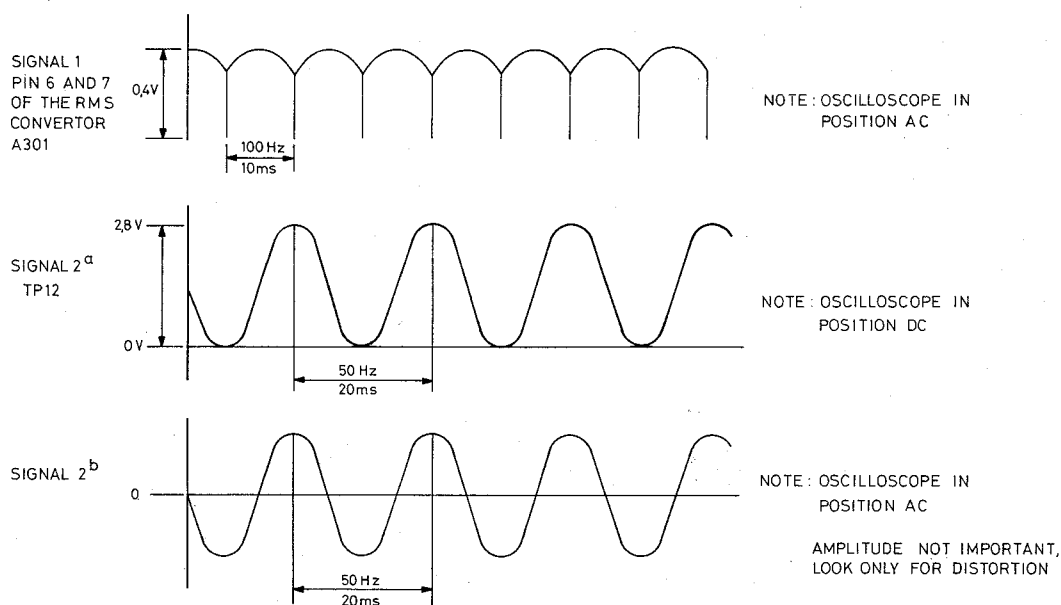 SIGNAL 1
PIN 6 AND 7
OF THE RMS
CONVERTOR
A301
0,4V
100 Hz
10ms
NOTE: OSCILLOSCOPE IN
POSITION AC
SIGNAL 2a
TP12
2,8 V
0 V
50 Hz
20ms
NOTE: OSCILLOSCOPE IN
POSITION DC
SIGNAL 2b
0
50 Hz
20ms
NOTE: OSCILLOSCOPE IN
POSITION AC
AMPLITUDE NOT IMPORTANT,
LOOK ONLY FOR DISTORTION